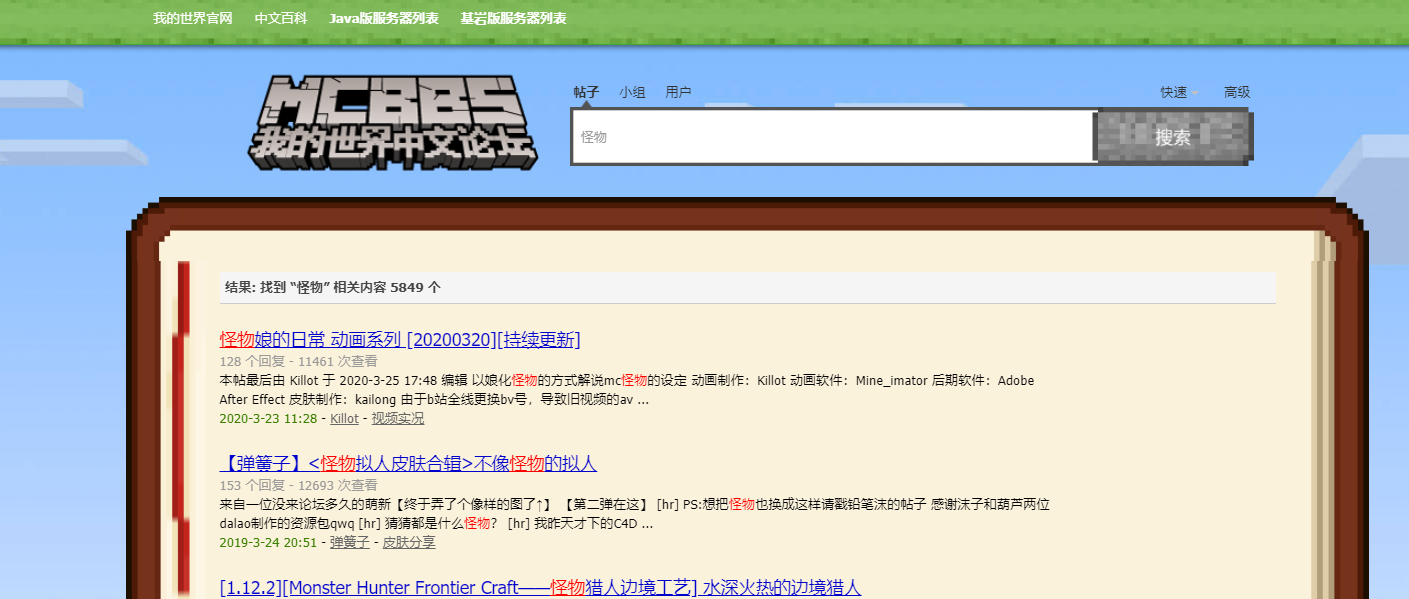 我的世界官网 中文百科 Java版服务器列表 基岩版服务器列表
MCBBS
我的世界中文论坛
帖子 小组 用户 快速 高级
怪物 搜索
结果: 找到 “怪物” 相关内容 5849 个
怪物娘的日常 动画系列 [20200320][持续更新]
128 个回复 - 11461 次查看
本帖最后由 Killot 于 2020-3-25 17:48 编辑 以娘化怪物的方式解说mc怪物的设定 动画制作：Killot 动画软件：Mine_imator 后期软件：Adobe
After Effect 皮肤制作：kailong 由于b站全线更换bv号，导致旧视频的av ...
2020-3-23 11:28 - Killot - 视频实况
【弹簧子】<怪物拟人皮肤合辑>不像怪物的拟人
153 个回复 - 12693 次查看
来自一位没来论坛多久的萌新【终于弄了个像样的图了↑】 【第二弹在这】 [hr] PS:想把怪物也换成这样请戳铅笔沫的帖子 感谢沫子和葫芦两位
dalao制作的资源包qwq [hr] 猜猜都是什么怪物？ [hr] 我昨天才下的C4D ...
2019-3-24 20:51 - 弹簧子 - 皮肤分享
[1.12.2][Monster Hunter Frontier Craft——怪物猎人边境工艺] 水深火热的边境猎人